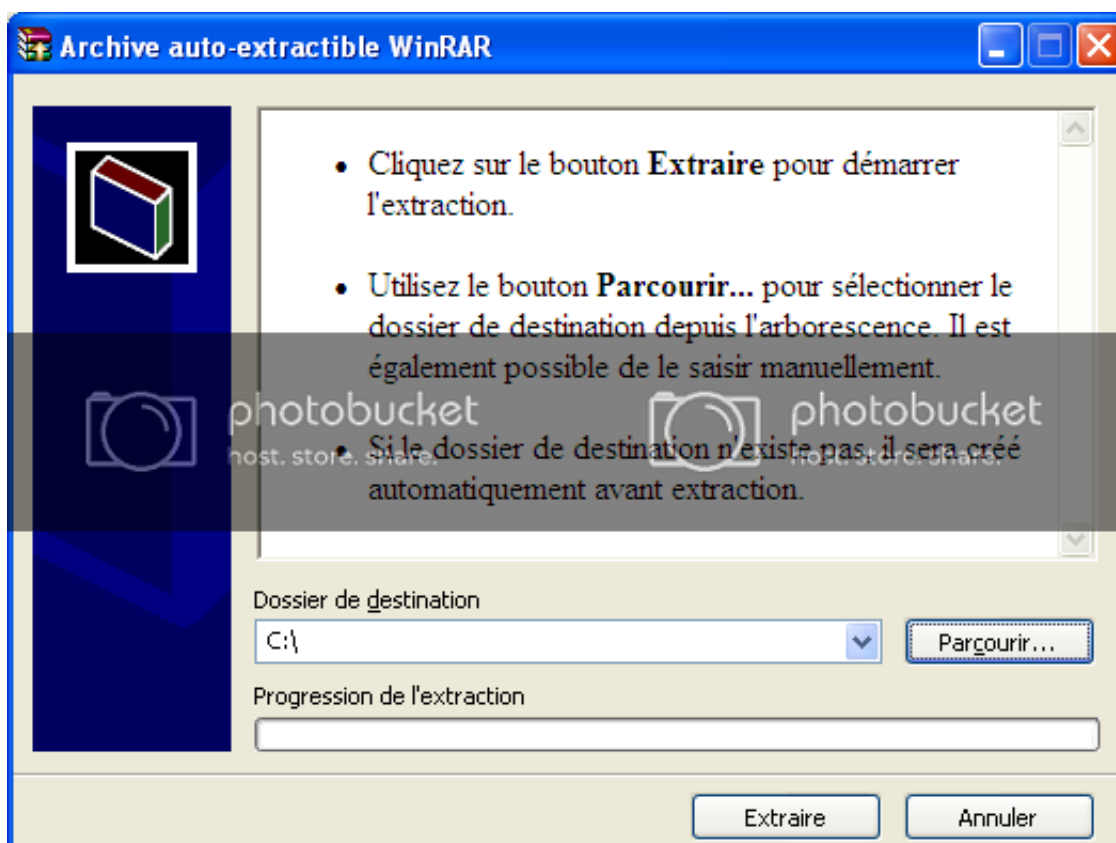 Archive auto-extractible WinRAR
• Cliquez sur le bouton Extraire pour démarrer
l'extraction.
• Utilisez le bouton Parcourir... pour sélectionner le
dossier de destination depuis l'arborescence. Il est
également possible de le saisir manuellement.
photobucket photobucket
• Si le dossier de destination n'existe pas, il sera créé
host. store. share. host. store. share.
automatiquement avant extraction.
Dossier de destination
C:\
Parcourir...
Progression de l'extraction
Extraire
Annuler